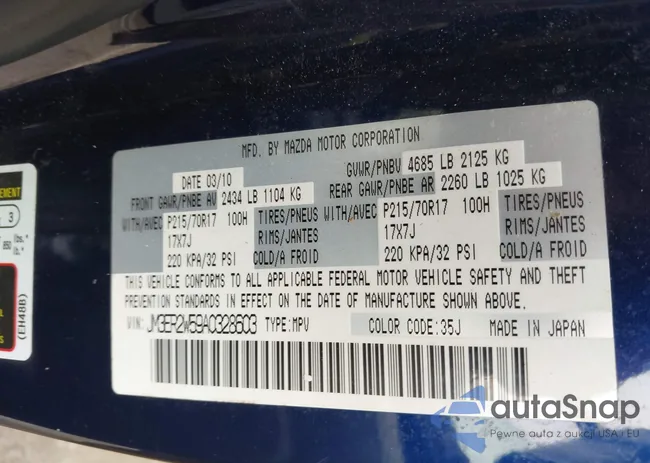 MFD. BY MAZDA MOTOR CORPORATION
DATE 03/10 GVWR/PNBV 4685 LB 2125 KG
FRONT GAWR/PNBE AV 2434 LB 1104 KG REAR GAWR/PNBE AR 2260 LB 1025 KG
WITH/AVEC P215/70R17 100H TIRES/PNEUS WITH/AVEC P215/70R17 100H TIRES/PNEUS
17X7J RIMS/JANTES 17X7J RIMS/JANTES
220 KPA/32 PSI COLD/A FROID 220 KPA/32 PSI COLD/A FROID
THIS VEHICLE CONFORMS TO ALL APPLICABLE FEDERAL MOTOR VEHICLE SAFETY AND THEFT
PREVENTION STANDARDS IN EFFECT ON THE DATE OF MANUFACTURE SHOWN ABOVE.
VIN: JM3ER2W59A0328603 TYPE:MPV COLOR CODE:35J MADE IN JAPAN
3
lbs.
(EH48B)
autaSnap
Pewne auta z aukcji USA i EU